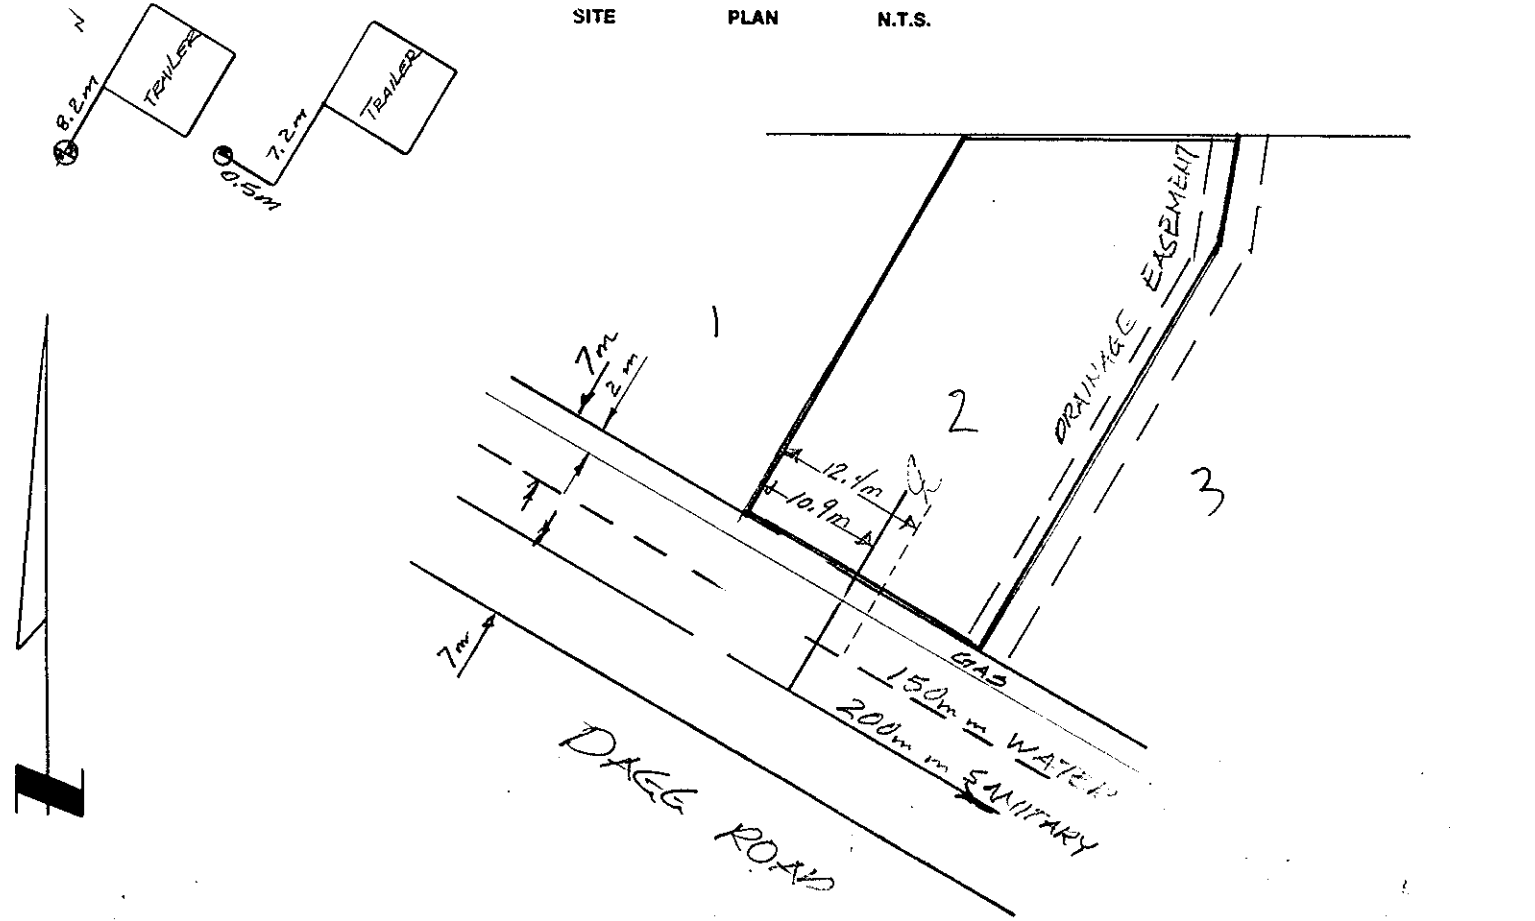 SITE PLAN N.T.S.
TRAILER
8.2m
TRAILER
7.2m
0.5m
DRAINAGE EASEMENT
1
7m
2m
2
3
12.4m
10.9m
7m
GAS
150mm WATER
200mm SANITARY
DAGG ROAD